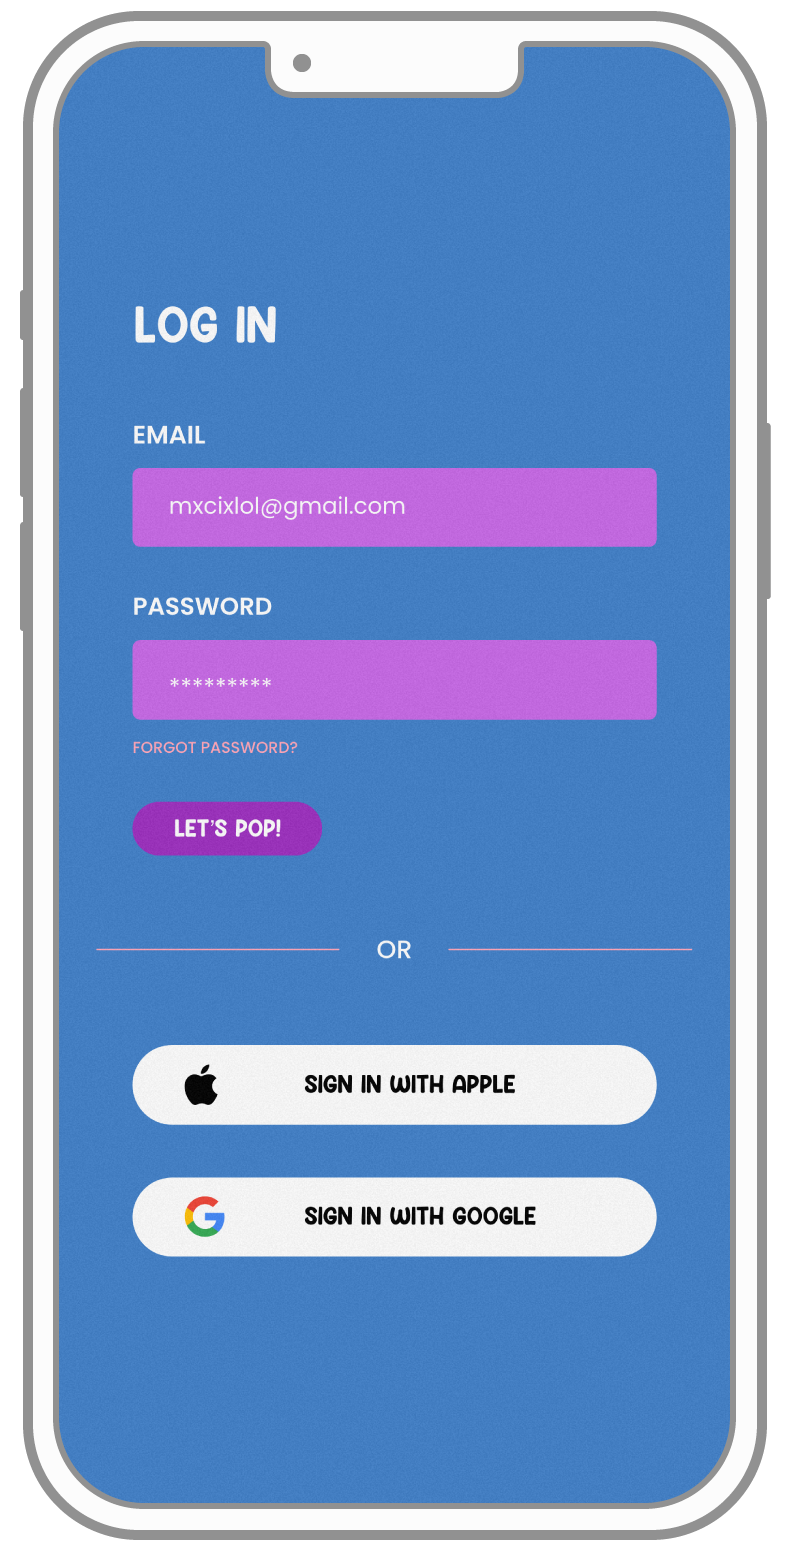 LOG IN
EMAIL
mxcixlol@gmail.com
PASSWORD
*********
FORGOT PASSWORD?
LET'S POP!
OR
SIGN IN WITH APPLE
SIGN IN WITH GOOGLE